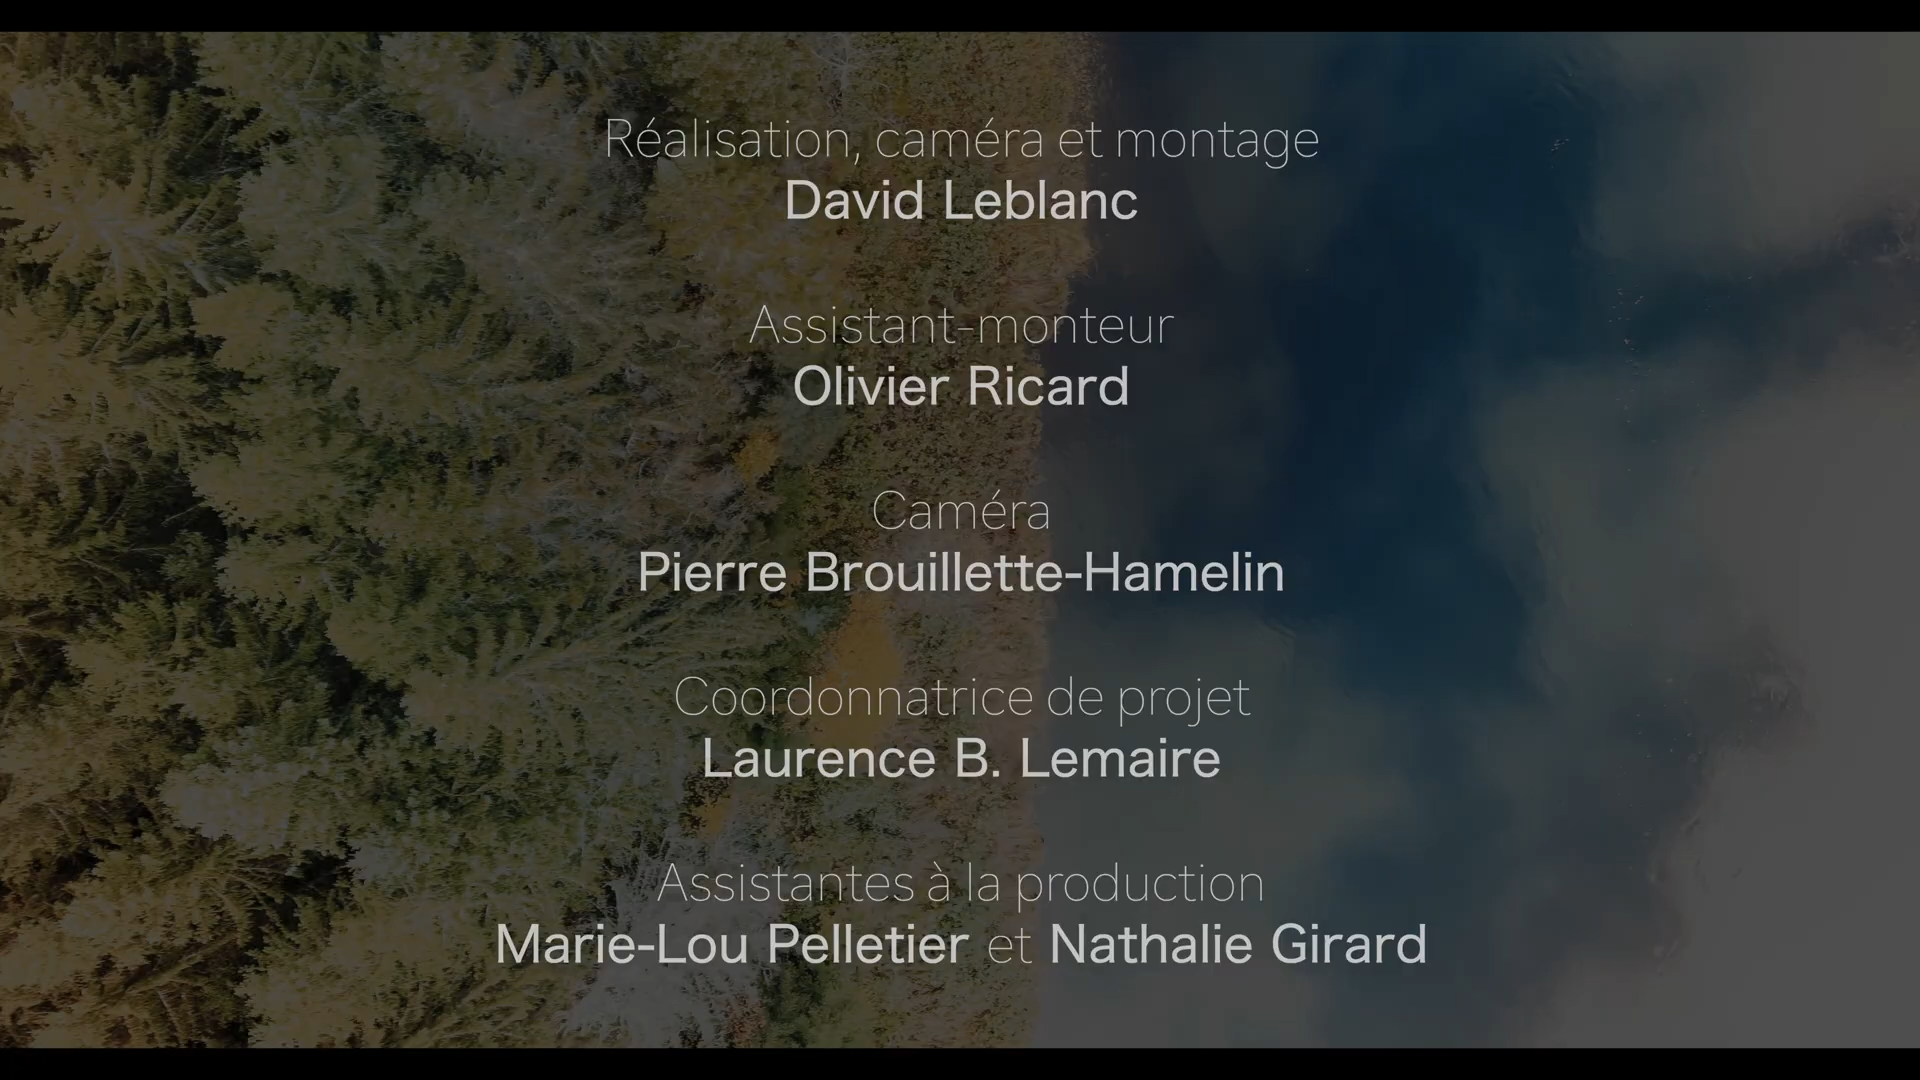 Réalisation, caméra et montage
David Leblanc
Assistant-monteur
Olivier Ricard
Caméra
Pierre Brouillette-Hamelin
Coordonnatrice de projet
Laurence B. Lemaire
Assistantes à la production
Marie-Lou Pelletier et Nathalie Girard